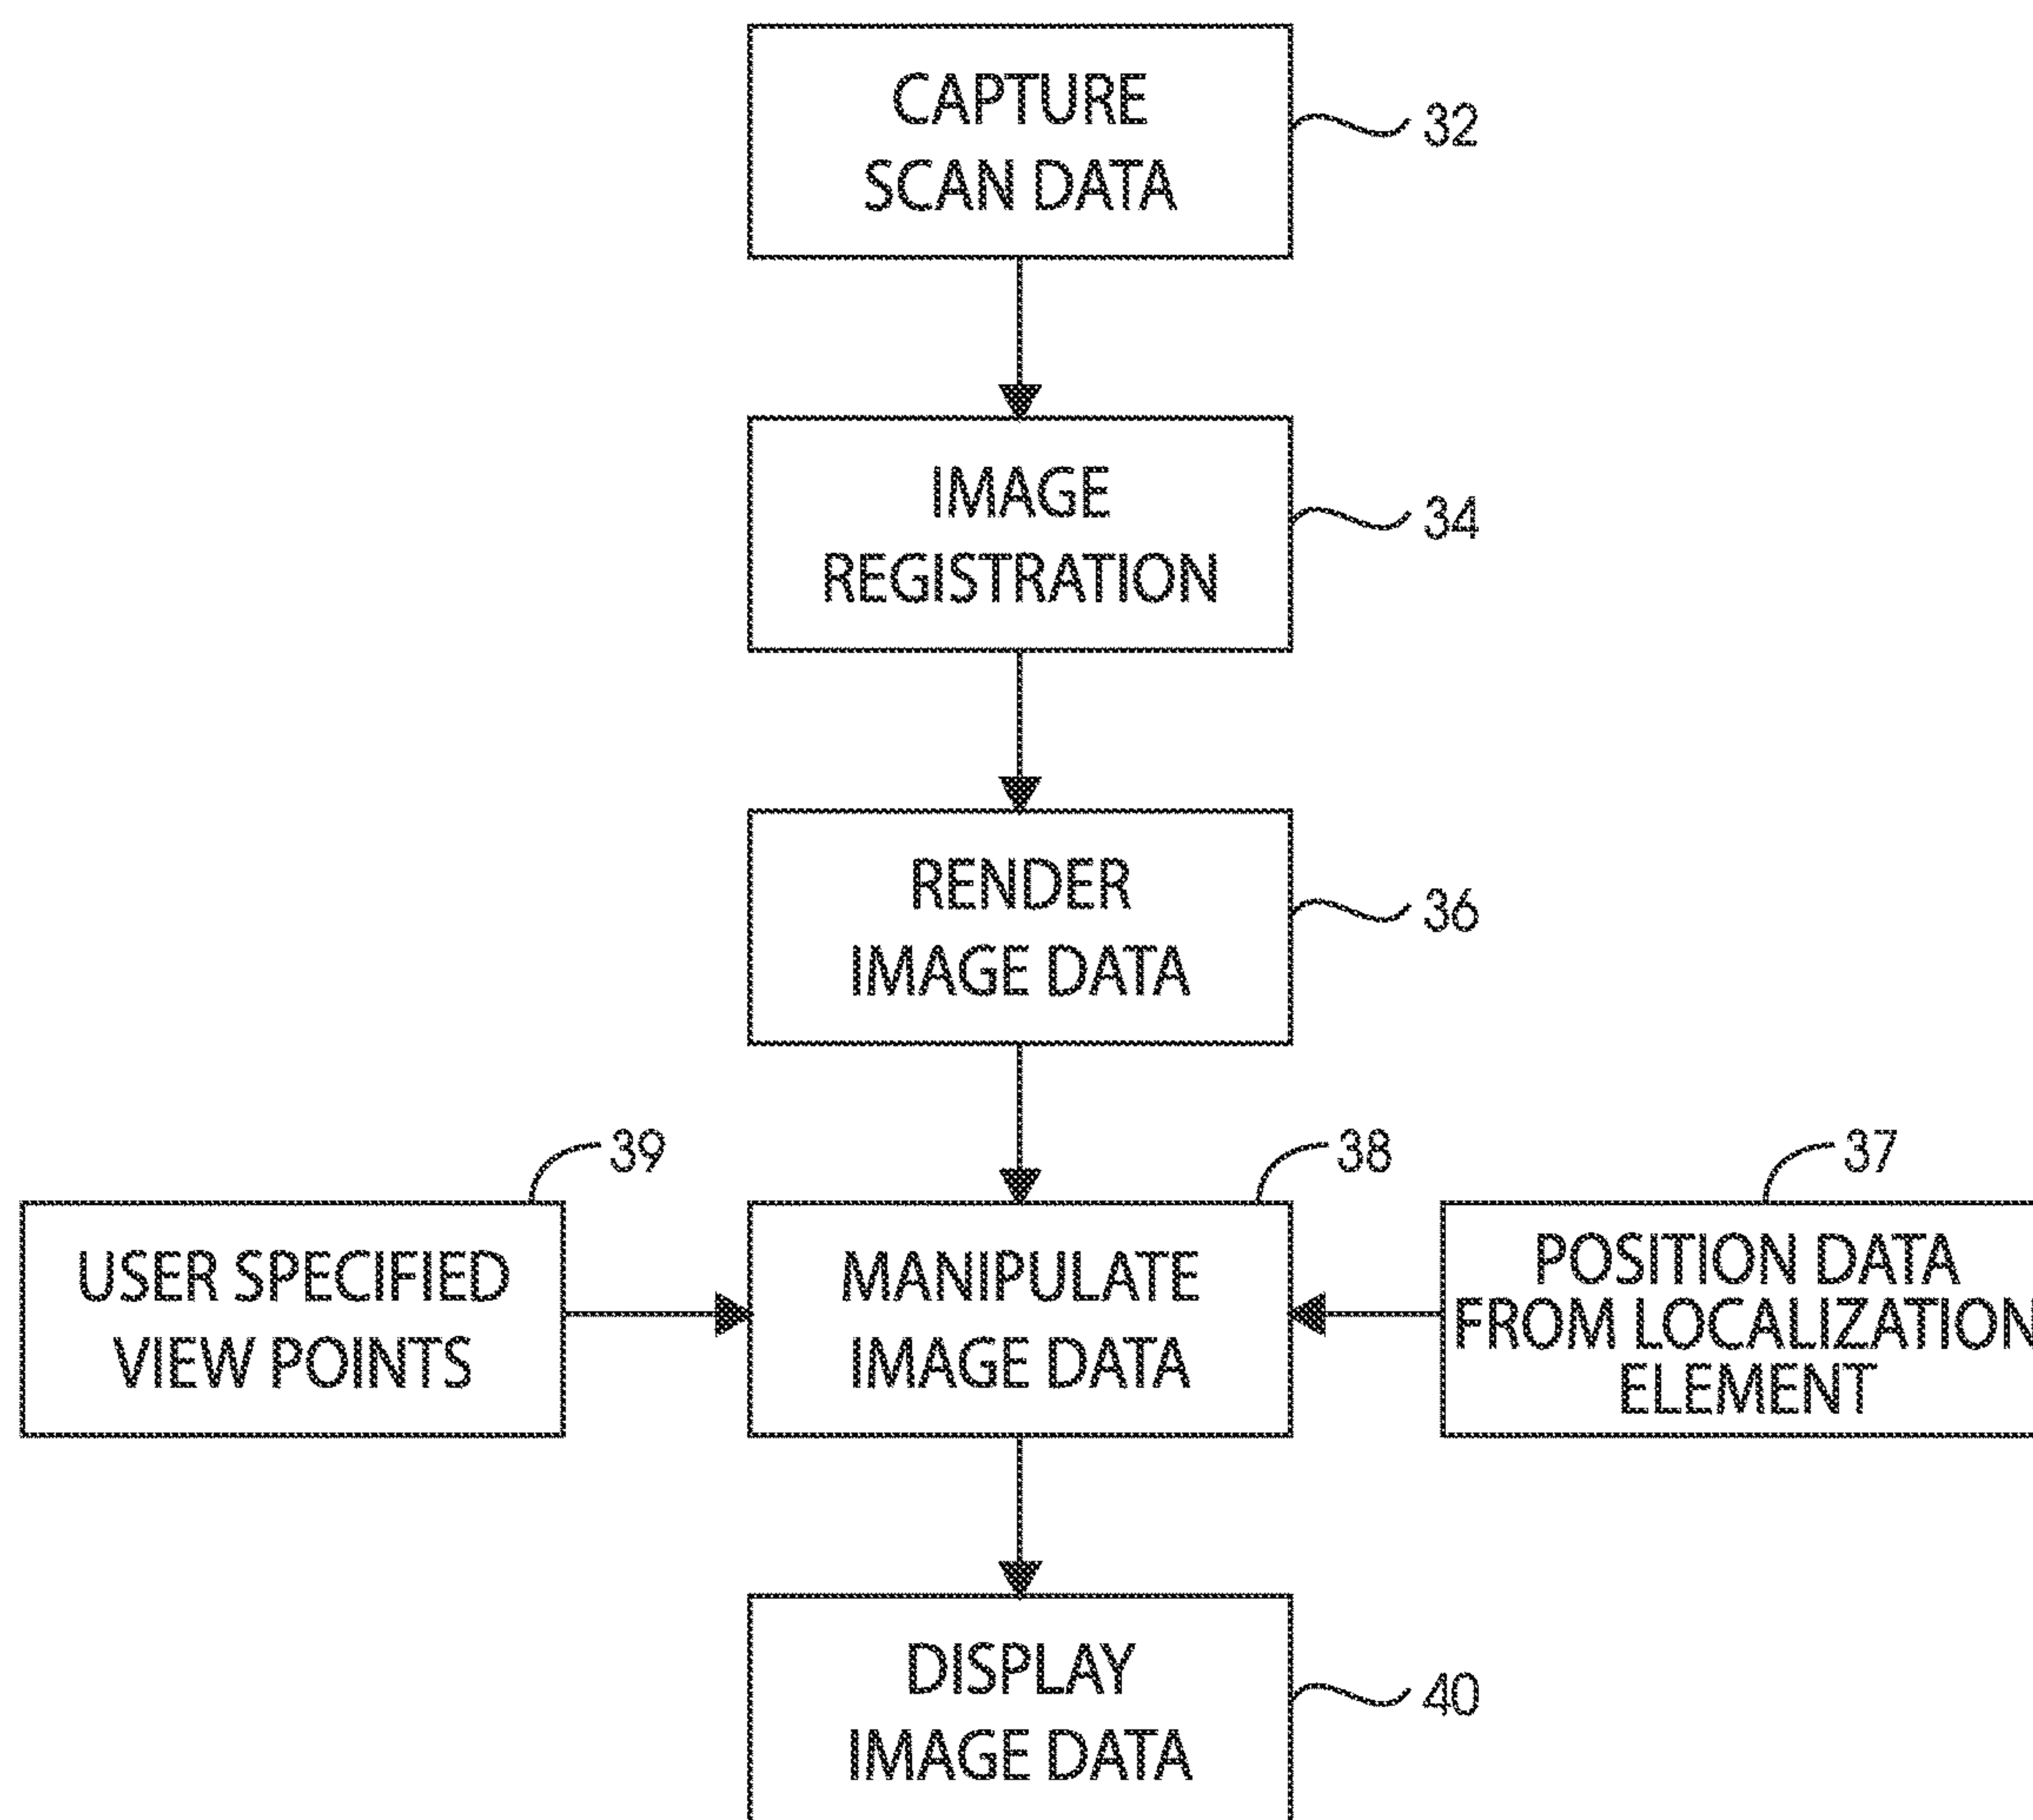 CAPTURE
SCAN DATA
32
IMAGE
REGISTRATION
34
RENDER
IMAGE DATA
36
39
38
37
USER SPECIFIED
VIEW POINTS
MANIPULATE
IMAGE DATA
POSITION DATA
FROM LOCALIZATION
ELEMENT
DISPLAY
IMAGE DATA
40